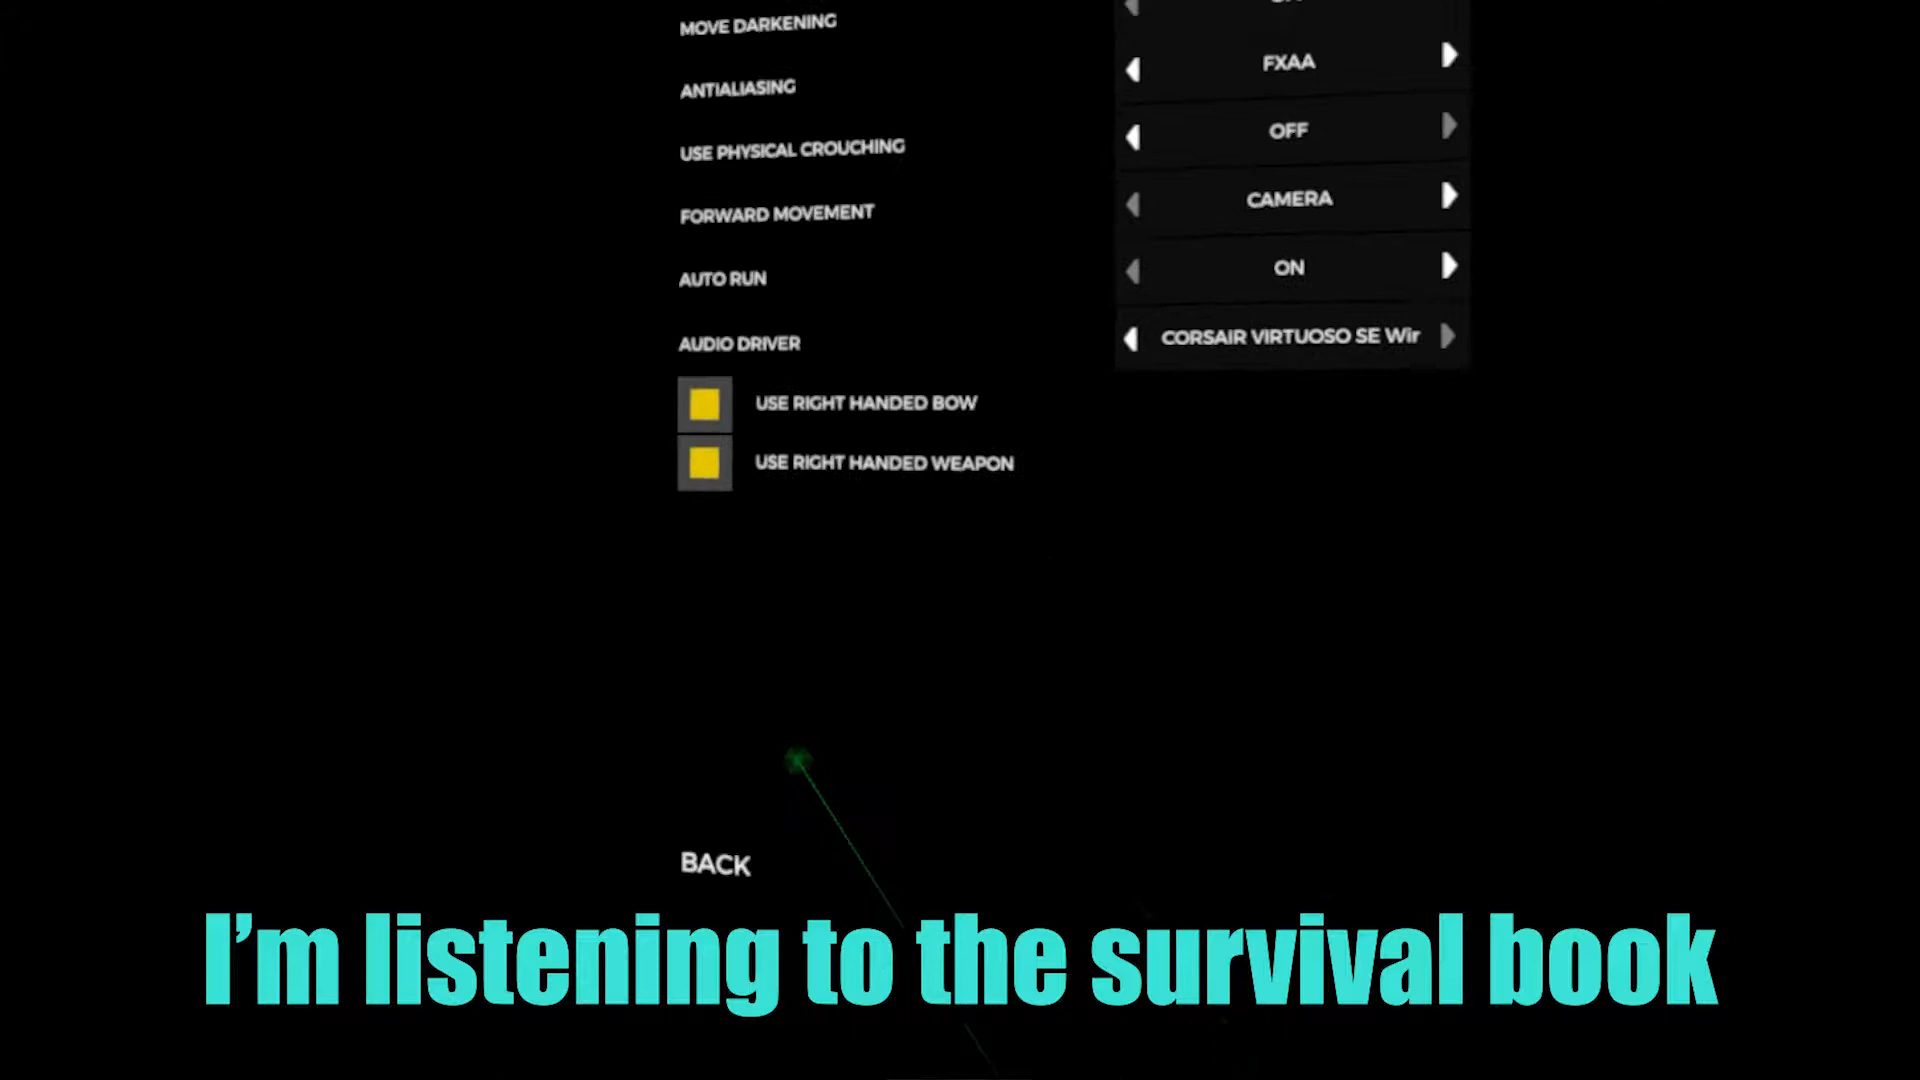 MOVE DARKENING
ANTIALIASING
FXAA
USE PHYSICAL CROUCHING
OFF
FORWARD MOVEMENT
CAMERA
AUTO RUN
ON
AUDIO DRIVER
CORSAIR VIRTUOSO SE Wir
USE RIGHT HANDED BOW
USE RIGHT HANDED WEAPON
BACK
I'm listening to the survival book